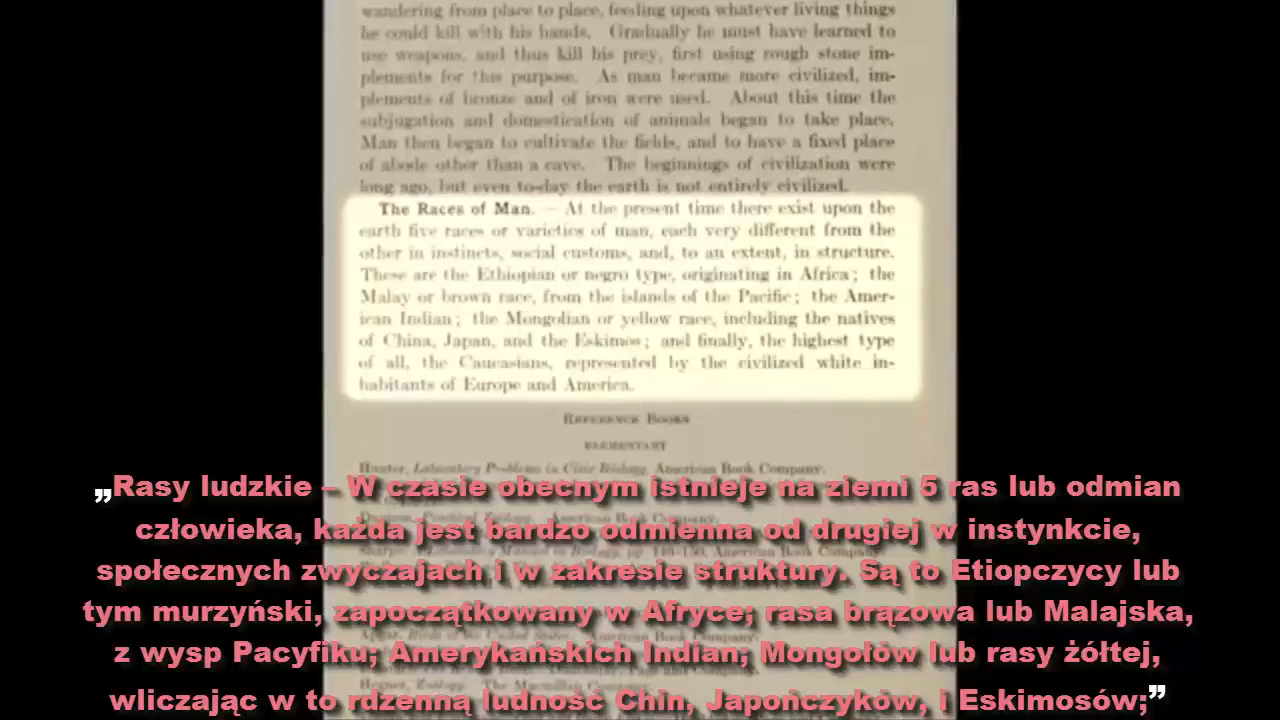 wandering from place to place, feeding upon whatever living things
he could kill with his hands. Gradually he must have learned to
use weapons, and thus kill his prey, first using rough stone im-
plements for this purpose. As man became more civilized, im-
plements of bronze and of iron were used. About this time the
subjugation and domestication of animals began to take place.
Man then began to cultivate the fields, and to have a fixed place
of abode other than a cave. The beginnings of civilization were
long ago, but even to-day the earth is not entirely civilized.
The Races of Man. — At the present time there exist upon the
earth five races or varieties of man, each very different from the
other in instincts, social customs, and, to an extent, in structure.
These are the Ethiopian or negro type, originating in Africa; the
Malay or brown race, from the islands of the Pacific; the Amer-
ican Indian; the Mongolian or yellow race, including the natives
of China, Japan, and the Eskimos; and finally, the highest type
of all, the Caucasians, represented by the civilized white in-
habitants of Europe and America.
REFERENCE BOOKS
ELEMENTARY
Hunter, Laboratory Problems in Civic Biology. American Book Company.
„Rasy ludzkie – W czasie obecnym istnieje na ziemi 5 ras lub odmian
człowieka, każda jest bardzo odmienna od drugiej w instynkcie,
społecznych zwyczajach i w zakresie struktury. Są to Etiopczycy lub
tym murzyński, zapoczątkowany w Afryce; rasa brązowa lub Malajska,
z wysp Pacyfiku; Amerykańskich Indian; Mongołów lub rasy żółtej,
wliczając w to rdzenną ludność Chin, Japończyków, i Eskimosów;”